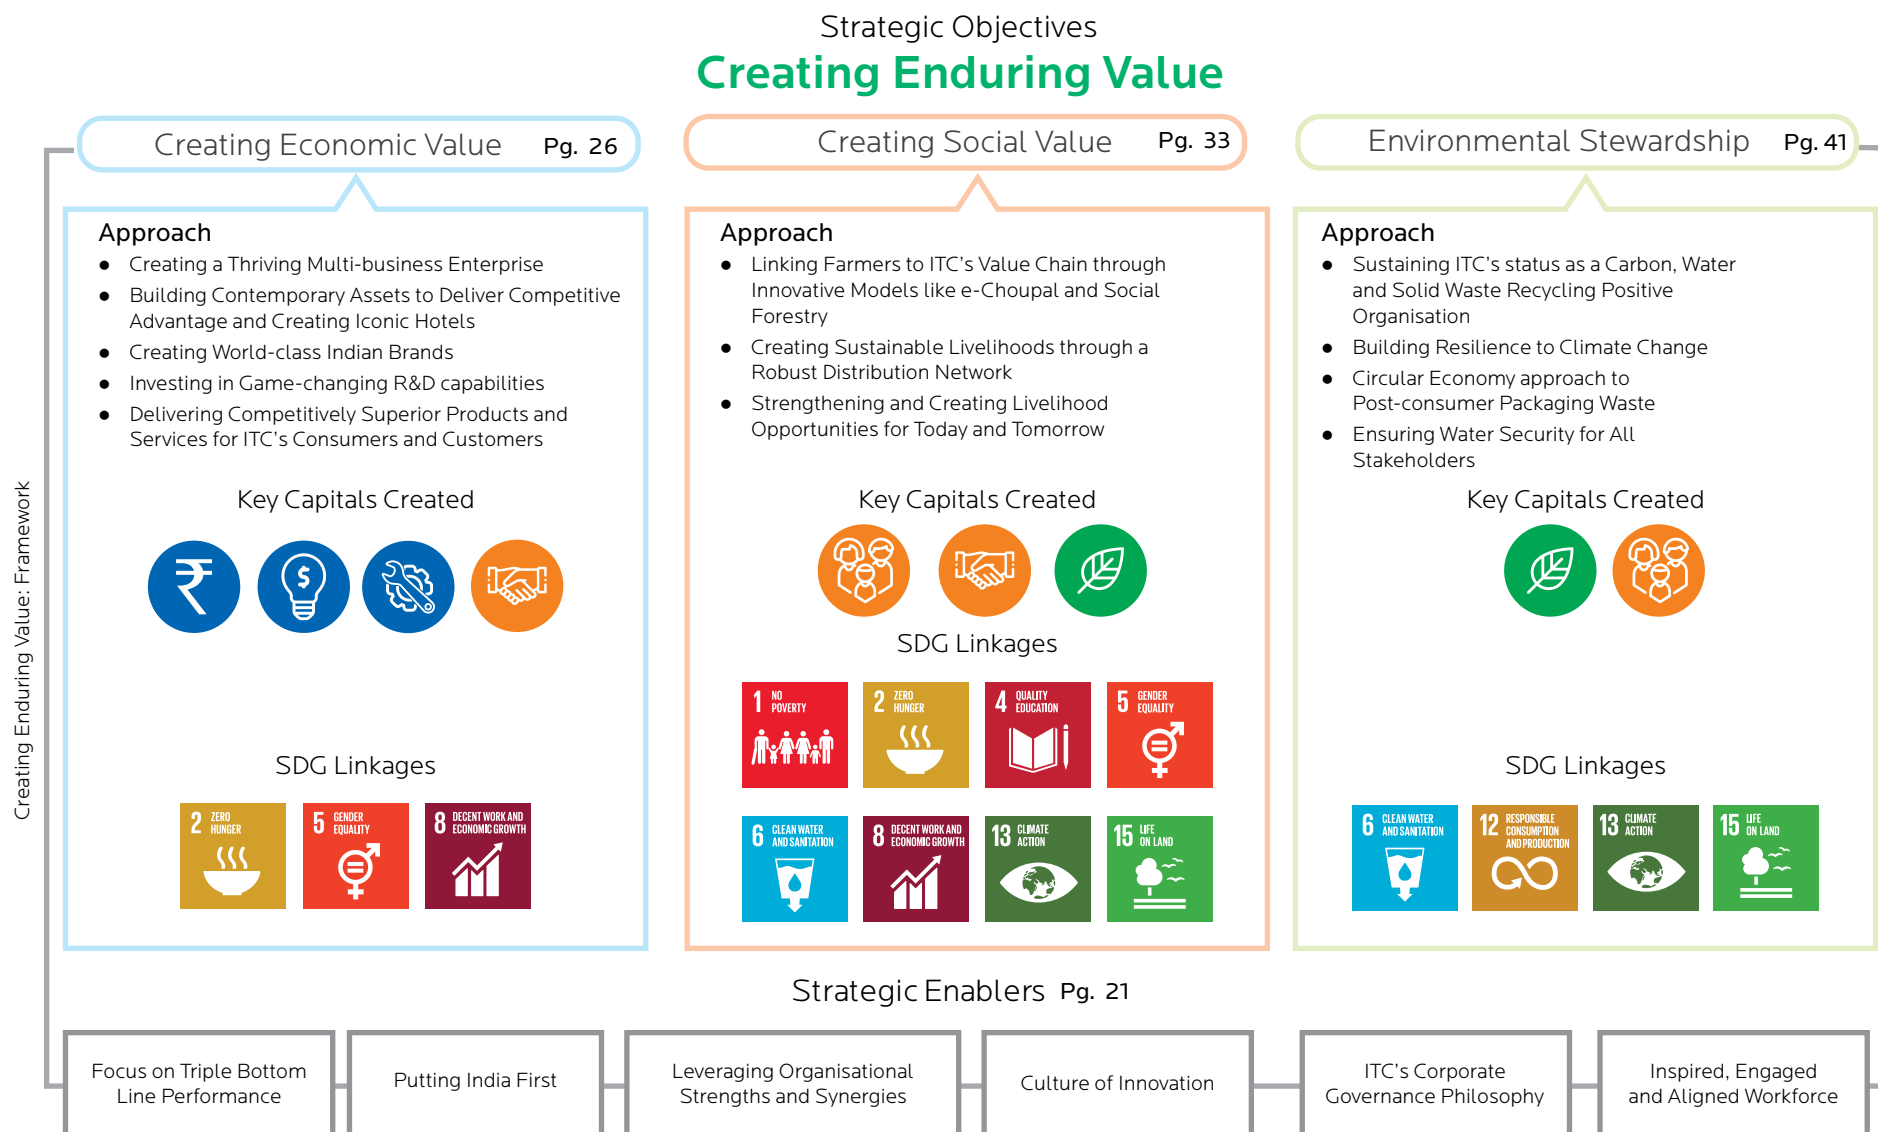 Strategic Objectives
Creating Enduring Value
Creating Economic Value Pg. 26
Approach
● Creating a Thriving Multi-business Enterprise
● Building Contemporary Assets to Deliver Competitive
Advantage and Creating Iconic Hotels
● Creating World-class Indian Brands
● Investing in Game-changing R&D capabilities
● Delivering Competitively Superior Products and
Services for ITC's Consumers and Customers
Key Capitals Created
₹
$
SDG Linkages
2 ZERO
HUNGER
5 GENDER
EQUALITY
8 DECENT WORK AND
ECONOMIC GROWTH
Creating Social Value Pg. 33
Approach
● Linking Farmers to ITC's Value Chain through
Innovative Models like e-Choupal and Social
Forestry
● Creating Sustainable Livelihoods through a
Robust Distribution Network
● Strengthening and Creating Livelihood
Opportunities for Today and Tomorrow
Key Capitals Created
SDG Linkages
1 NO
POVERTY
2 ZERO
HUNGER
4 QUALITY
EDUCATION
5 GENDER
EQUALITY
6 CLEAN WATER
AND SANITATION
8 DECENT WORK AND
ECONOMIC GROWTH
13 CLIMATE
ACTION
15 LIFE
ON LAND
Environmental Stewardship Pg. 41
Approach
● Sustaining ITC's status as a Carbon, Water
and Solid Waste Recycling Positive
Organisation
● Building Resilience to Climate Change
● Circular Economy approach to
Post-consumer Packaging Waste
● Ensuring Water Security for All
Stakeholders
Key Capitals Created
SDG Linkages
6 CLEAN WATER
AND SANITATION
12 RESPONSIBLE
CONSUMPTION
AND PRODUCTION
13 CLIMATE
ACTION
15 LIFE
ON LAND
Creating Enduring Value: Framework
Strategic Enablers Pg. 21
Focus on Triple Bottom
Line Performance
Putting India First
Leveraging Organisational
Strengths and Synergies
Culture of Innovation
ITC's Corporate
Governance Philosophy
Inspired, Engaged
and Aligned Workforce